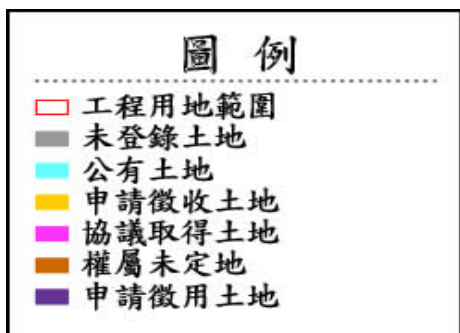 圖 例
工程用地範圍
未登錄土地
公有土地
申請徵收土地
協議取得土地
權屬未定地
申請徵用土地